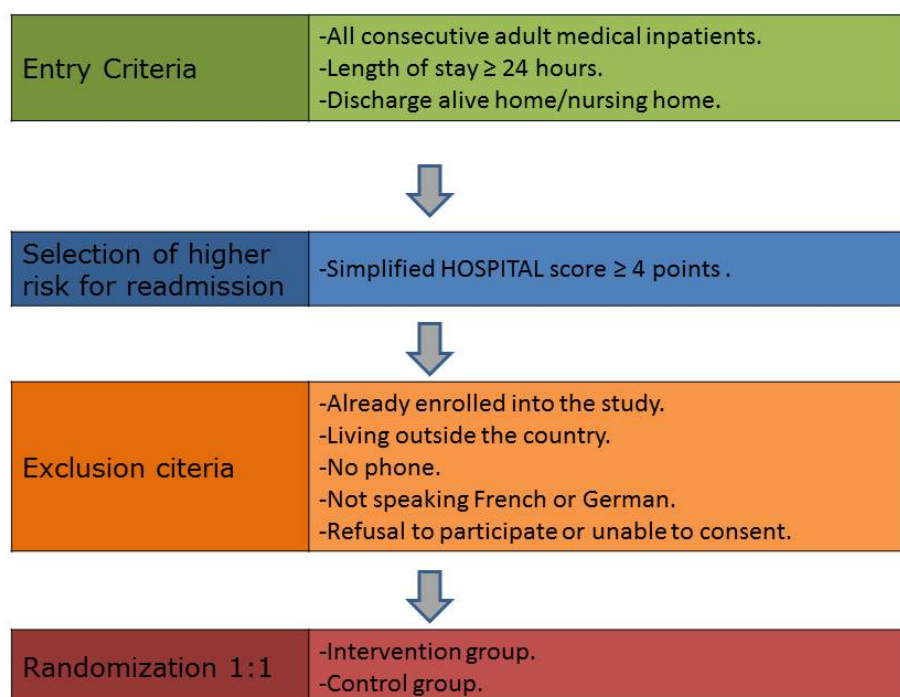 Entry Criteria
-All consecutive adult medical inpatients.
-Length of stay ≥ 24 hours.
-Discharge alive home/nursing home.
Selection of higher
risk for readmission
-Simplified HOSPITAL score ≥ 4 points .
Exclusion citeria
-Already enrolled into the study.
-Living outside the country.
-No phone.
-Not speaking French or German.
-Refusal to participate or unable to consent.
Randomization 1:1
-Intervention group.
-Control group.